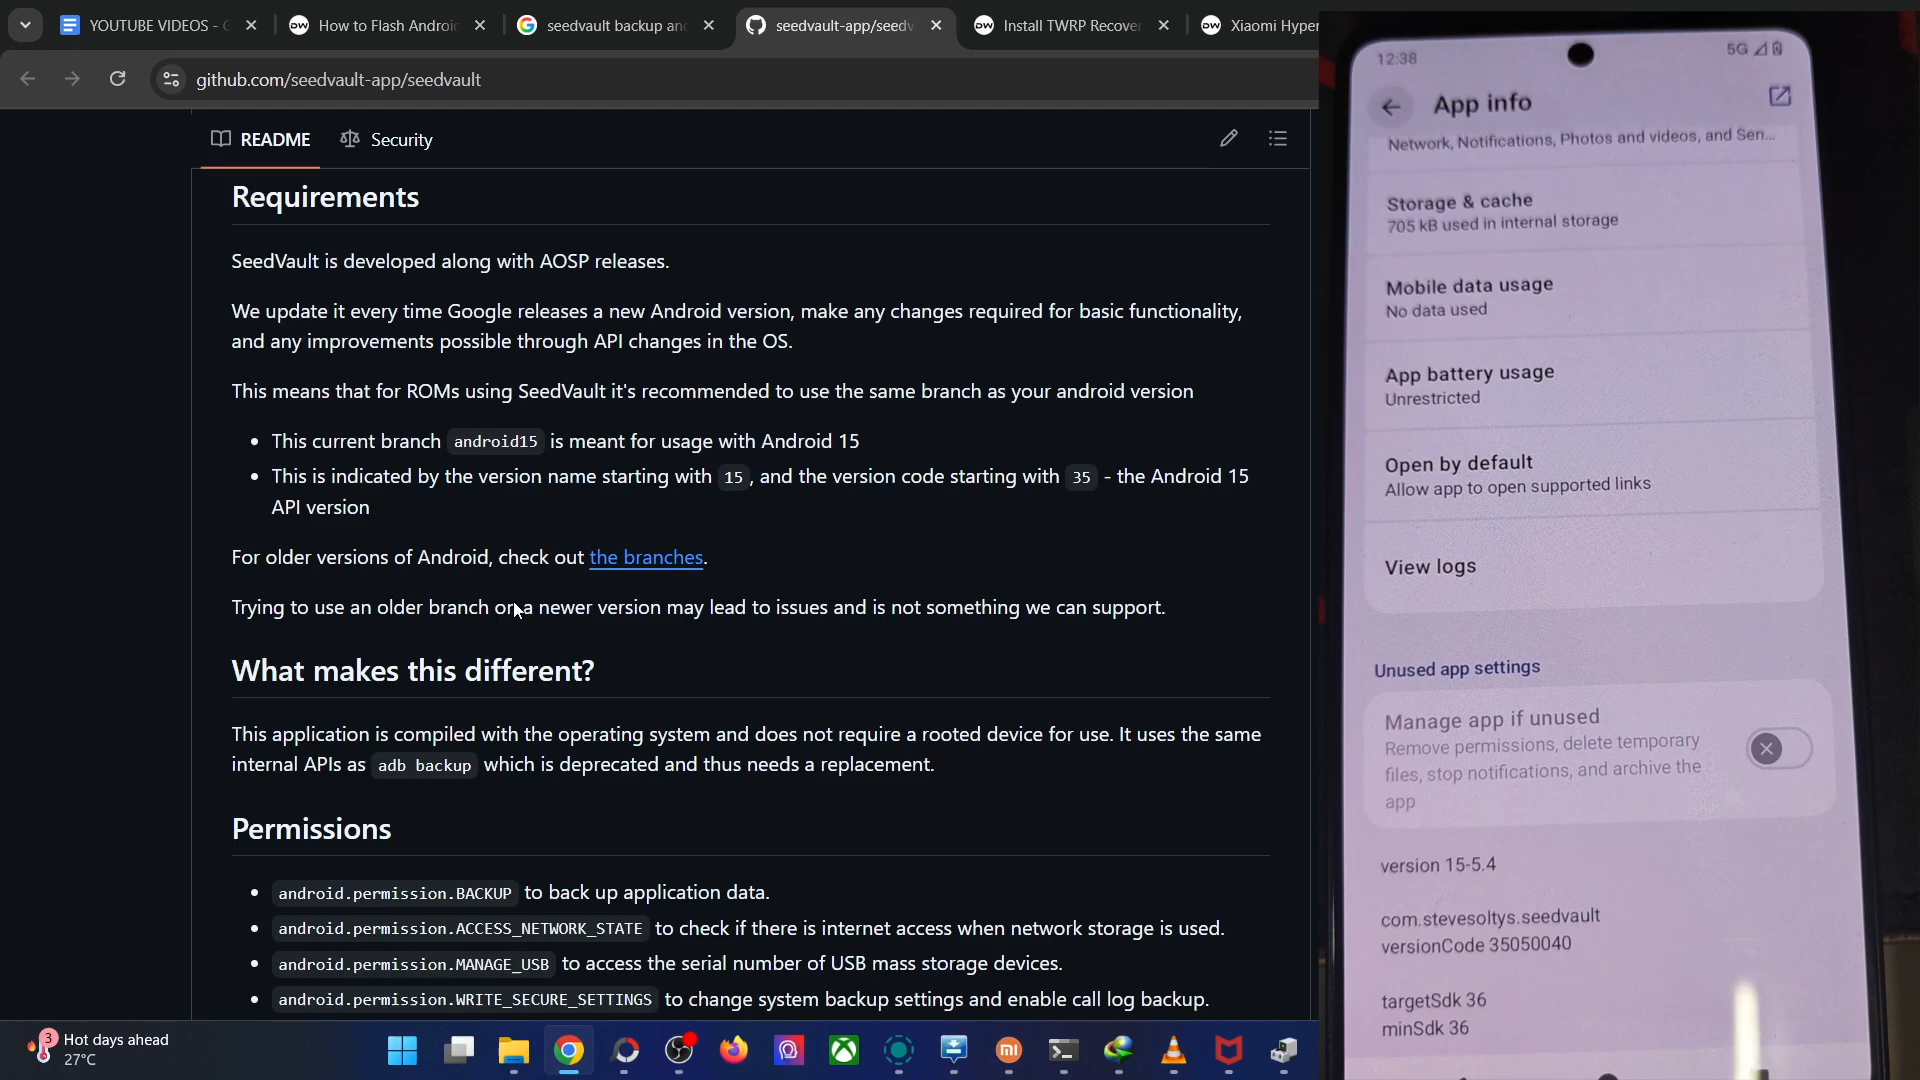 YOUTUBE VIDEOS - G
How to Flash Androi
seedvault backup and
seedvault-app/seedv
Install TWRP Recover
Xiaomi Hyper
github.com/seedvault-app/seedvault
README
Security
Requirements
SeedVault is developed along with AOSP releases.
We update it every time Google releases a new Android version, make any changes required for basic functionality,
and any improvements possible through API changes in the OS.
This means that for ROMs using SeedVault it's recommended to use the same branch as your android version
This current branch android15 is meant for usage with Android 15
This is indicated by the version name starting with 15, and the version code starting with 35 - the Android 15
API version
For older versions of Android, check out the branches.
Trying to use an older branch on a newer version may lead to issues and is not something we can support.
What makes this different?
This application is compiled with the operating system and does not require a rooted device for use. It uses the same
internal APIs as adb backup which is deprecated and thus needs a replacement.
Permissions
android.permission.BACKUP to back up application data.
android.permission.ACCESS_NETWORK_STATE to check if there is internet access when network storage is used.
android.permission.MANAGE_USB to access the serial number of USB mass storage devices.
android.permission.WRITE_SECURE_SETTINGS to change system backup settings and enable call log backup.
3
Hot days ahead
27°C
12:38
5G
App info
Network, Notifications, Photos and videos, and Sen...
Storage & cache
705 kB used in internal storage
Mobile data usage
No data used
App battery usage
Unrestricted
Open by default
Allow app to open supported links
View logs
Unused app settings
Manage app if unused
Remove permissions, delete temporary
files, stop notifications, and archive the
app
version 15-5.4
com.stevesoltys.seedvault
versionCode 35050040
targetSdk 36
minSdk 36